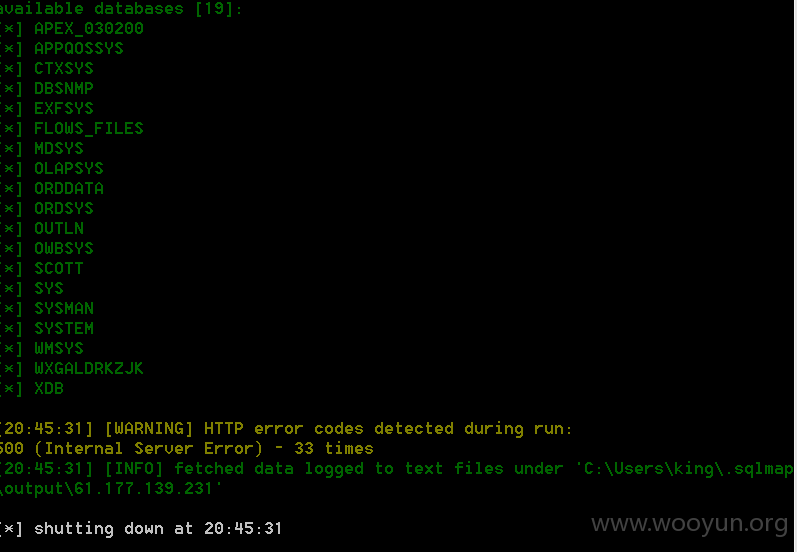 available databases [19]:
[*] APEX_030200
[*] APPQOSSYS
[*] CTXSYS
[*] DBSNMP
[*] EXFSYS
[*] FLOWS_FILES
[*] MDSYS
[*] OLAPSYS
[*] ORDDATA
[*] ORDSYS
[*] OUTLN
[*] OWBSYS
[*] SCOTT
[*] SYS
[*] SYSMAN
[*] SYSTEM
[*] WMSYS
[*] WXGALDRKZJK
[*] XDB
[20:45:31] [WARNING] HTTP error codes detected during run:
500 (Internal Server Error) - 33 times
[20:45:31] [INFO] fetched data logged to text files under 'C:\Users\king\.sqlmap
\output\61.177.139.231'
[*] shutting down at 20:45:31
www.wooyun.org